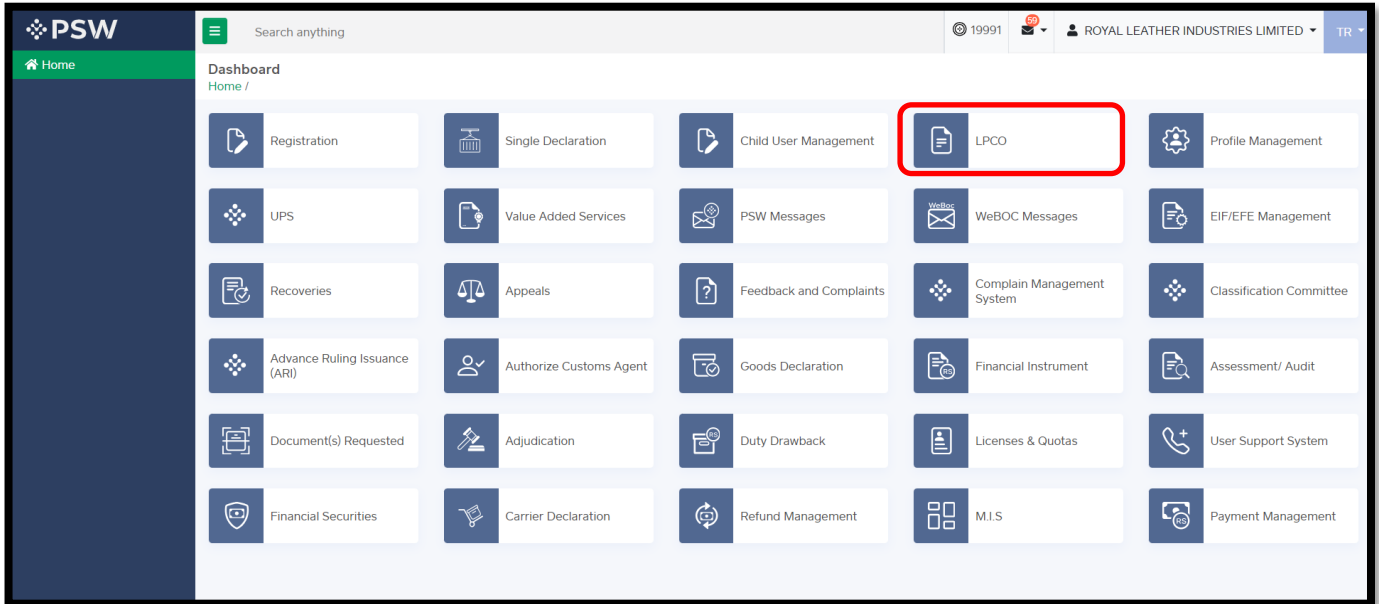 PSW
Search anything
19991
59
ROYAL LEATHER INDUSTRIES LIMITED
TR
Home
Dashboard
Home /
Registration
Single Declaration
Child User Management
LPCO
Profile Management
UPS
Value Added Services
PSW Messages
WeBoc
WeBOC Messages
EIF/EFE Management
Recoveries
Appeals
?
Feedback and Complaints
Complain Management
System
Classification Committee
Advance Ruling Issuance
(ARI)
Authorize Customs Agent
Goods Declaration
RS
Financial Instrument
Assessment/ Audit
Document(s) Requested
Adjudication
RS
Duty Drawback
Licenses & Quotas
User Support System
Financial Securities
Carrier Declaration
Refund Management
M.I.S
RS
Payment Management